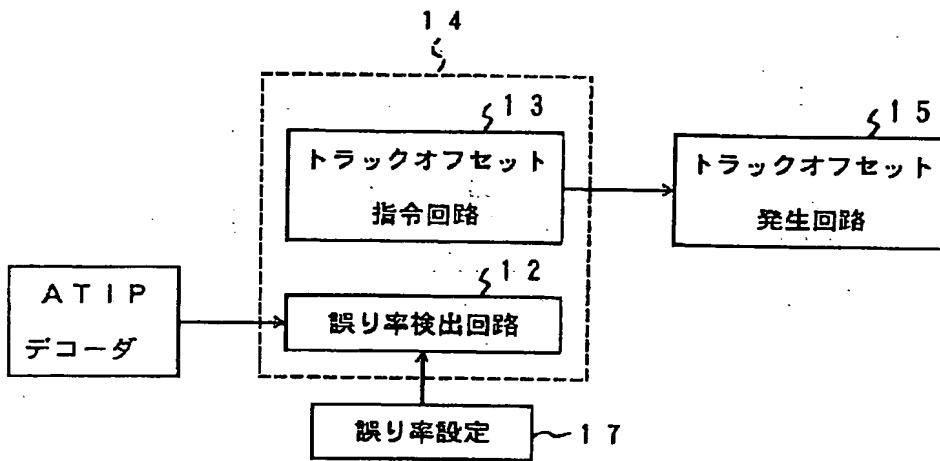 １４
１３
トラックオフセット
指令回路
１５
トラックオフセット
発生回路
ＡＴＩＰ
デコーダ
１２
誤り率検出回路
誤り率設定
１７